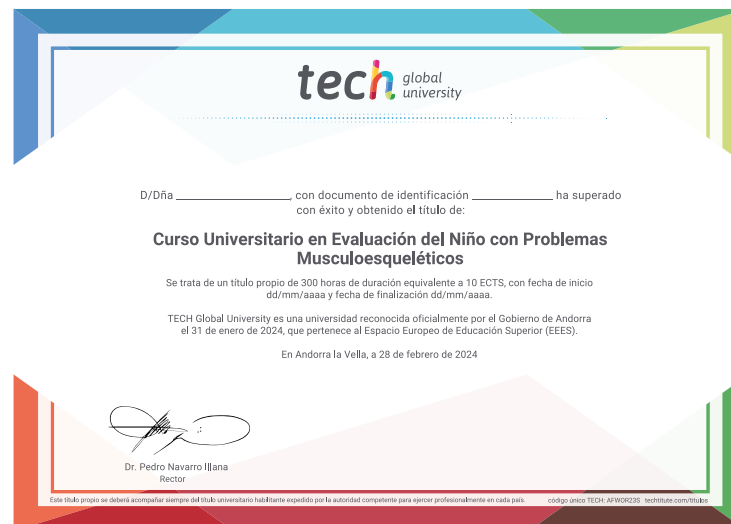 tech global university
D/Dña ____________________, con documento de identificación ______________ ha superado
con éxito y obtenido el título de:
Curso Universitario en Evaluación del Niño con Problemas
Musculoesqueléticos
Se trata de un título propio de 300 horas de duración equivalente a 10 ECTS, con fecha de inicio
dd/mm/aaaa y fecha de finalización dd/mm/aaaa.
TECH Global University es una universidad reconocida oficialmente por el Gobierno de Andorra
el 31 de enero de 2024, que pertenece al Espacio Europeo de Educación Superior (EEES).
En Andorra la Vella, a 28 de febrero de 2024
Dr. Pedro Navarro Illana
Rector
Este título propio se deberá acompañar siempre del título universitario habilitante expedido por la autoridad competente para ejercer profesionalmente en cada país. código único TECH: AFWOR23S techtitute.com/titulos